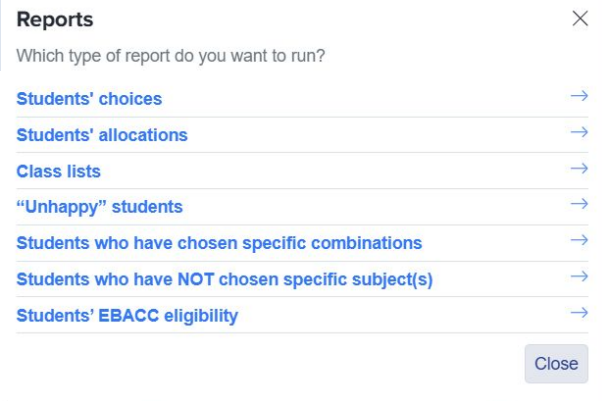 Reports
Which type of report do you want to run?
Students' choices
Students' allocations
Class lists
“Unhappy” students
Students who have chosen specific combinations
Students who have NOT chosen specific subject(s)
Students’ EBACC eligibility
Close